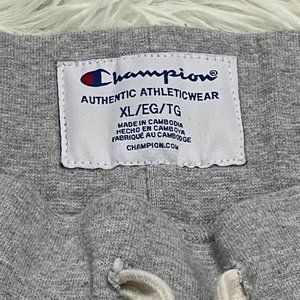 Champion®
AUTHENTIC ATHLETICWEAR
XL/EG/TG
MADE IN CAMBODIA
HECHO EN CAMBOYA
FABRIQUÉ AU CAMBODGE
CHAMPION.COM